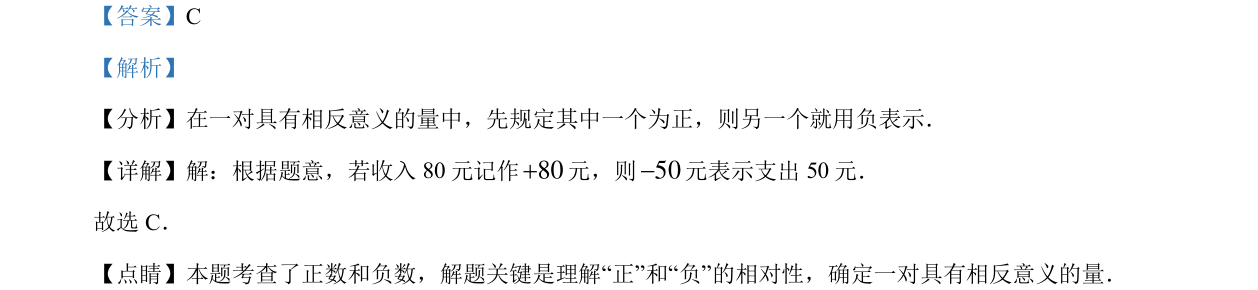 【答案】C
【解析】
【分析】在一对具有相反意义的量中，先规定其中一个为正，则另一个就用负表示．
【详解】解：根据题意，若收入 80 元记作+80元，则−50元表示支出 50 元．
故选 C．
【点睛】本题考查了正数和负数，解题关键是理解“正”和“负”的相对性，确定一对具有相反意义的量．